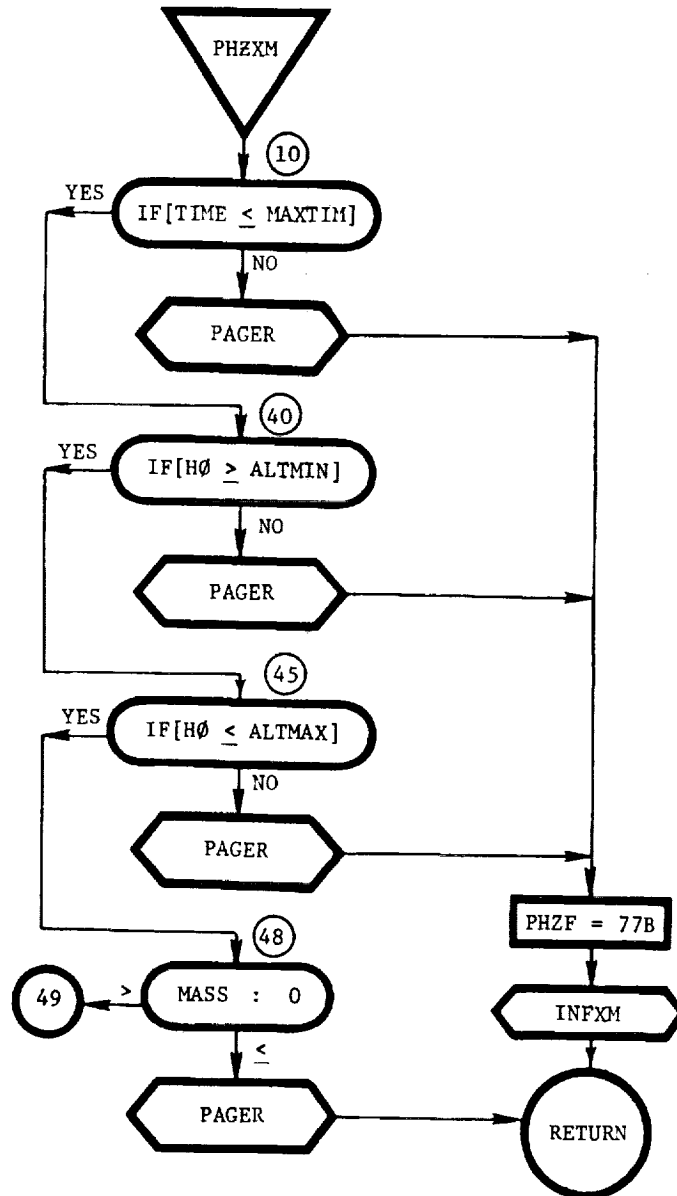 PHZXM
10
YES
IF[TIME ≤ MAXTIM]
NO
PAGER
40
YES
IF[HØ ≥ ALTMIN]
NO
PAGER
45
YES
IF[HØ ≤ ALTMAX]
NO
PAGER
PHZF = 77B
48
49
>
MASS : 0
INFXM
≤
PAGER
RETURN